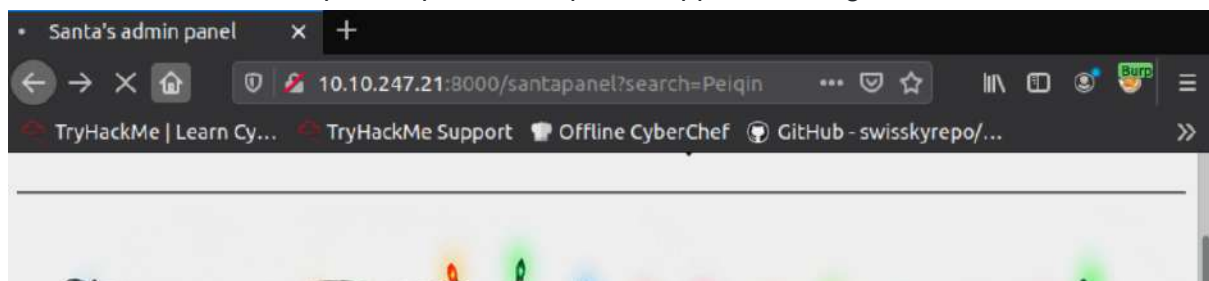 Santa's admin panel
10.10.247.21:8000/santapanel?search=Peiqin
Burp
TryHackMe | Learn Cy... TryHackMe Support Offline CyberChef GitHub - swisskyrepo/...